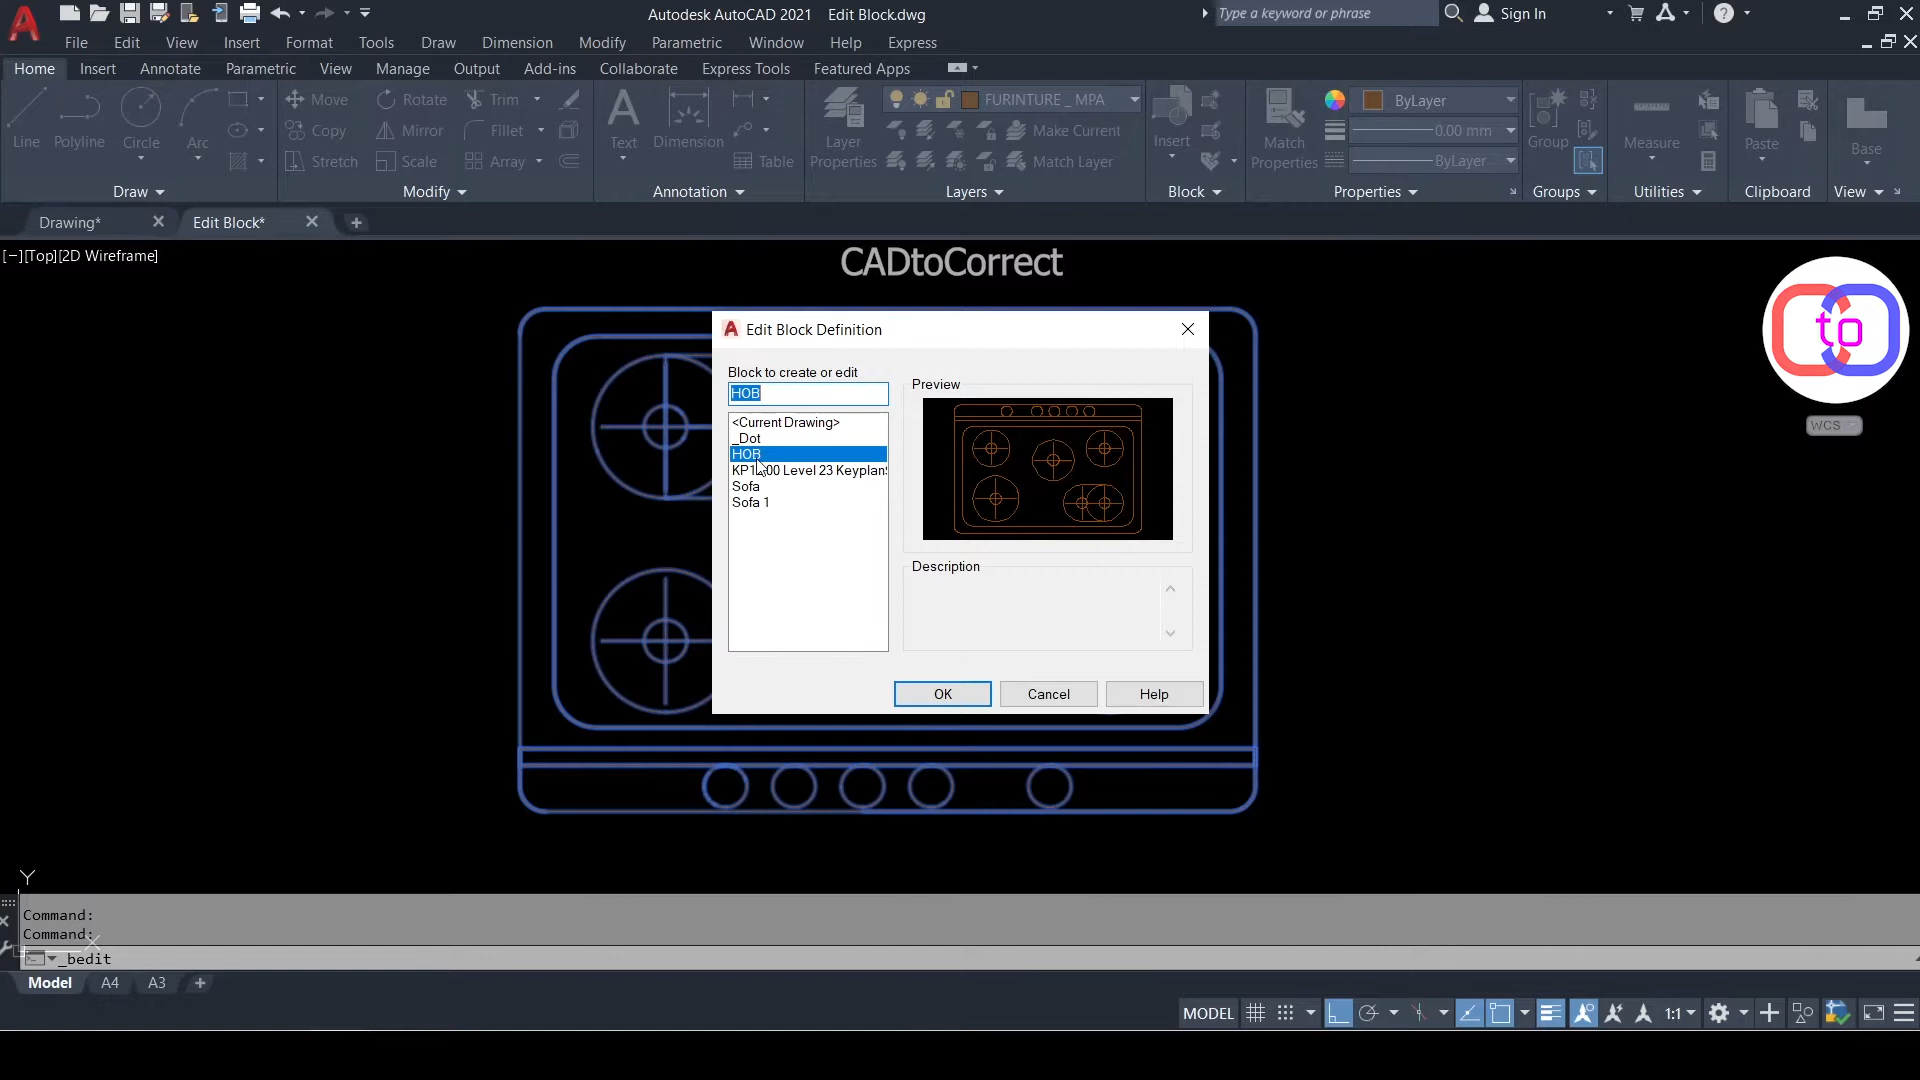 Autodesk AutoCAD 2021 Edit Block.dwg
Type a keyword or phrase
Sign In
File Edit View Insert Format Tools Draw Dimension Modify Parametric Window Help Express
Home Insert Annotate Parametric View Manage Output Add-ins Collaborate Express Tools Featured Apps
Line Polyline Circle Arc
Move Rotate Trim
Copy Mirror Fillet
Stretch Scale Array
Text Dimension Table
Layer Properties
FURINTURE _ MPA
Make Current
Match Layer
Insert
Match Properties
ByLayer
0.00 mm
ByLayer
Group
Measure
Paste
Base
Draw Modify Annotation Layers Block Properties Groups Utilities Clipboard View
Drawing* Edit Block*
[−][Top][2D Wireframe]
CADtoCorrect
to
WCS
Edit Block Definition
Block to create or edit
HOB
<Current Drawing>
_Dot
HOB
Level 23 Keyplan
Sofa
Sofa 1
Preview
Description
OK Cancel Help
Y
X
Command:
Command:
_bedit
Model A4 A3
MODEL 1:1